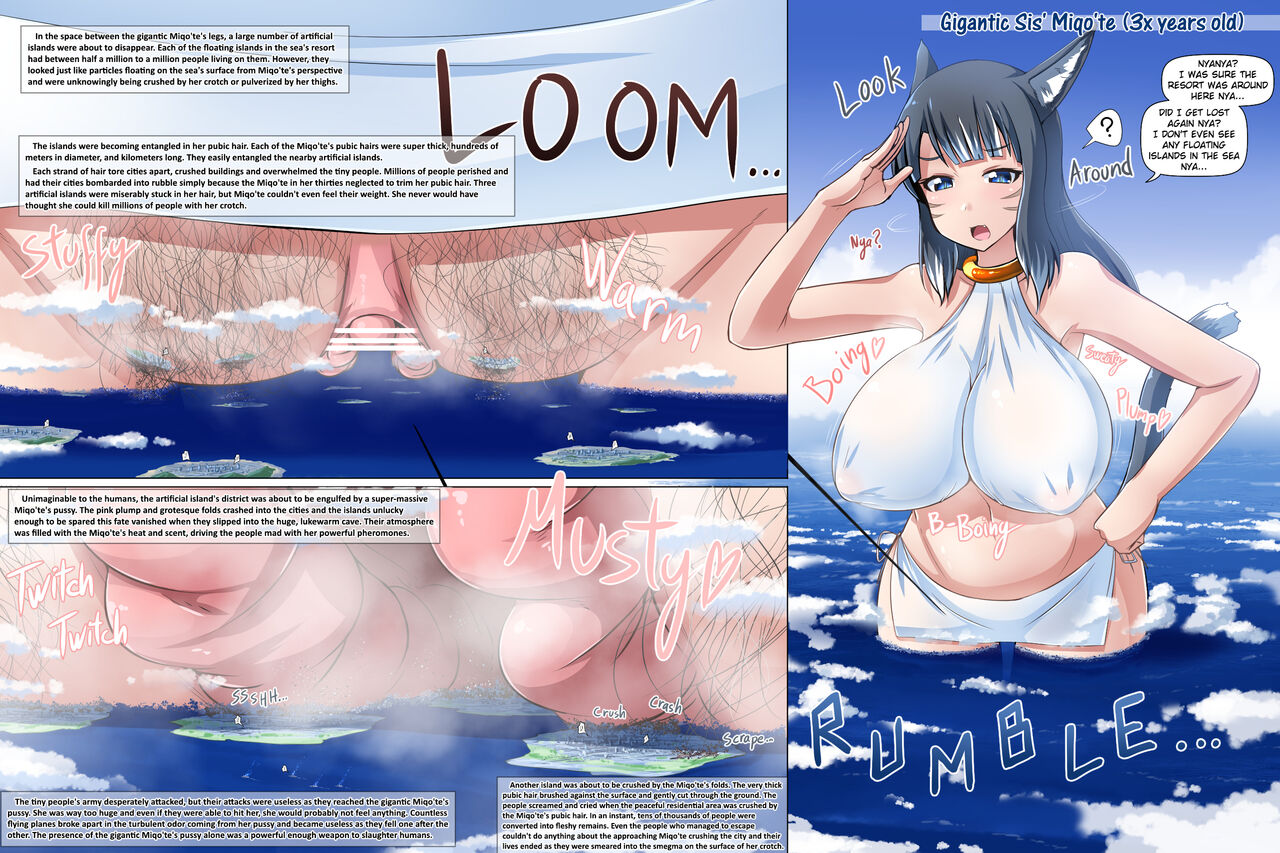 In the space between the gigantic Miqo'te's legs, a large number of artificial
islands were about to disappear. Each of the floating islands in the sea's resort
had between half a million to a million people living on them. However, they
looked just like particles floating on the sea's surface from Miqo'te's perspective
and were unknowingly being crushed by her crotch or pulverized by her thighs.
LOOM...
The islands were becoming entangled in her pubic hair. Each of the Miqo'te's pubic hairs were super thick, hundreds of
meters in diameter, and kilometers long. They easily entangled the nearby artificial islands.
Each strand of hair tore cities apart, crushed buildings and overwhelmed the tiny people. Millions of people perished and
had their cities bombarded into rubble simply because the Miqo'te in her thirties neglected to trim her pubic hair. Three
artificial islands were miserably stuck in her hair, but Miqo'te couldn't even feel their weight. She never would have
thought she could kill millions of people with her crotch.
Stuffy
Warm
Unimaginable to the humans, the artificial island's district was about to be engulfed by a super-massive
Miqo'te's pussy. The pink plump and grotesque folds crashed into the cities and the islands unlucky
enough to be spared this fate vanished when they slipped into the huge, lukewarm cave. Their atmosphere
was filled with the Miqo'te's heat and scent, driving the people mad with her powerful pheromones.
Musty♡
Twitch
Twitch
SSSHH...
Crush
Crash
Scrape...
The tiny people's army desperately attacked, but their attacks were useless as they reached the gigantic Miqo'te's
pussy. She was way too huge and even if they were able to hit her, she would probably not feel anything. Countless
flying planes broke apart in the turbulent odor coming from her pussy and became useless as they fell one after the
other. The presence of the gigantic Miqo'te's pussy alone was a powerful enough weapon to slaughter humans.
Another island was about to be crushed by the Miqo'te's folds. The very thick
pubic hair brushed against the surface and gently cut through the ground. The
people screamed and cried when the peaceful residential area was crushed by
the Miqo'te's pubic hair. In an instant, tens of thousands of people were
converted into fleshy remains. Even the people who managed to escape
couldn't do anything about the approaching Miqo'te crushing the city and their
lives ended as they were smeared into the smegma on the surface of her crotch.
Gigantic Sis' Miqo'te (3x years old)
NYANYA?
I WAS SURE THE
RESORT WAS AROUND
HERE NYA...
DID I GET LOST
AGAIN NYA?
I DON'T EVEN SEE
ANY FLOATING
ISLANDS IN THE SEA
NYA...
Look
?
Around
Nya?
Boing♡
Sweaty
Plump♡
B-Boing
RUMBLE...